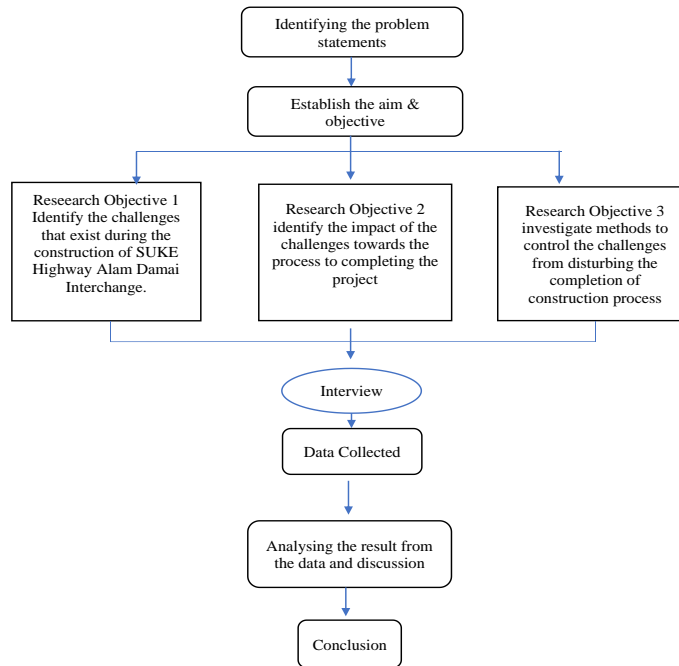 Identifying the problem
statements
Establish the aim &
objective
Reseearch Objective 1
Identify the challenges
that exist during the
construction of SUKE
Highway Alam Damai
Interchange.
Research Objective 2
identify the impact of the
challenges towards the
process to completing the
project
Research Objective 3
investigate methods to
control the challenges
from disturbing the
completion of
construction process
Interview
Data Collected
Analysing the result from
the data and discussion
Conclusion